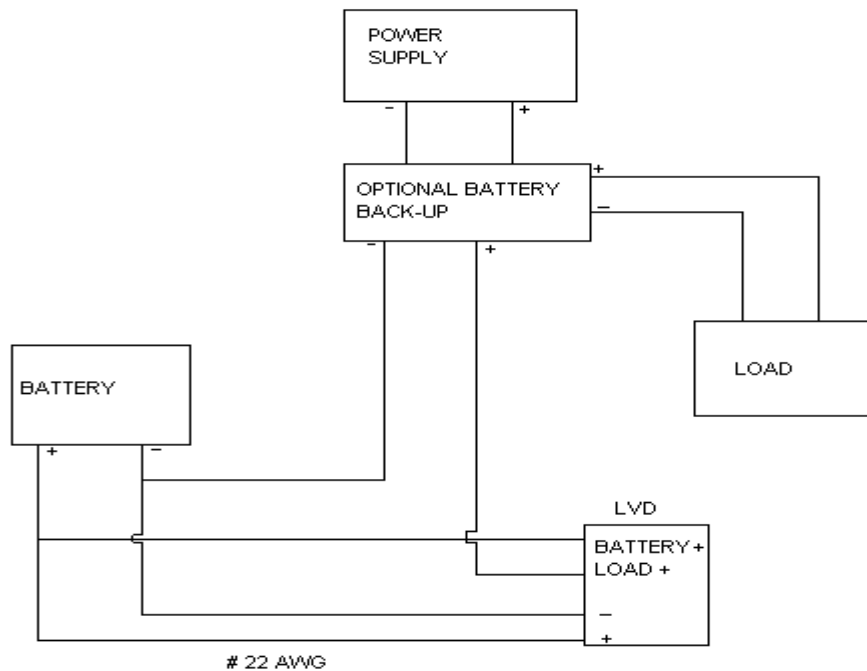 POWER
SUPPLY
− +
OPTIONAL BATTERY
BACK-UP
+
−
− +
LOAD
BATTERY
+ −
LVD
BATTERY +
LOAD +
−
+
# 22 AWG